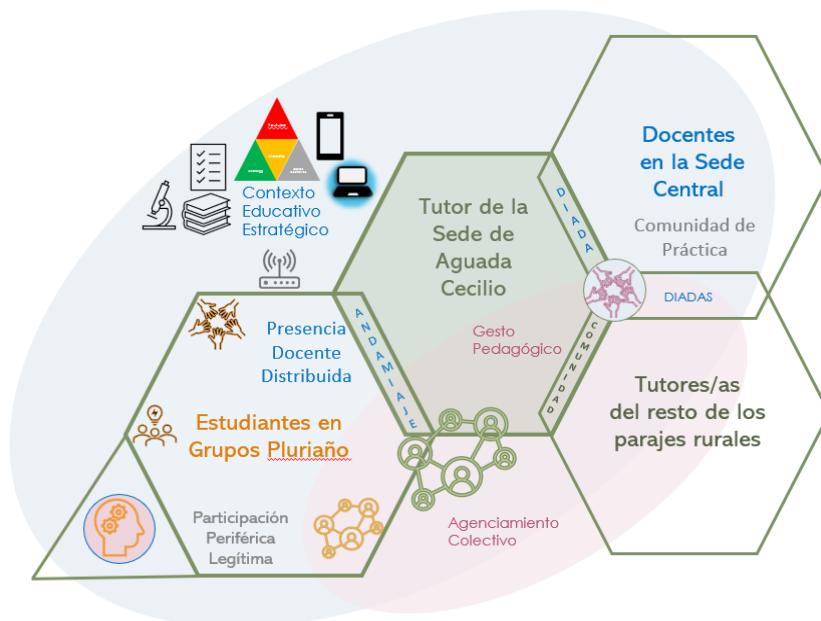 Contexto
Educativo
Estratégico
Tutor de la
Sede de
Aguada
Cecilio
Gesto
Pedagógico
DIADA
Docentes
en la Sede
Central
Comunidad de
Práctica
DIADAS
COMUNIDAD
Tutores/as
del resto de los
parajes rurales
ANDAMIAJE
Presencia
Docente
Distribuida
Estudiantes en
Grupos Pluriaño
Participación
Periférica
Legítima
Agenciamiento
Colectivo